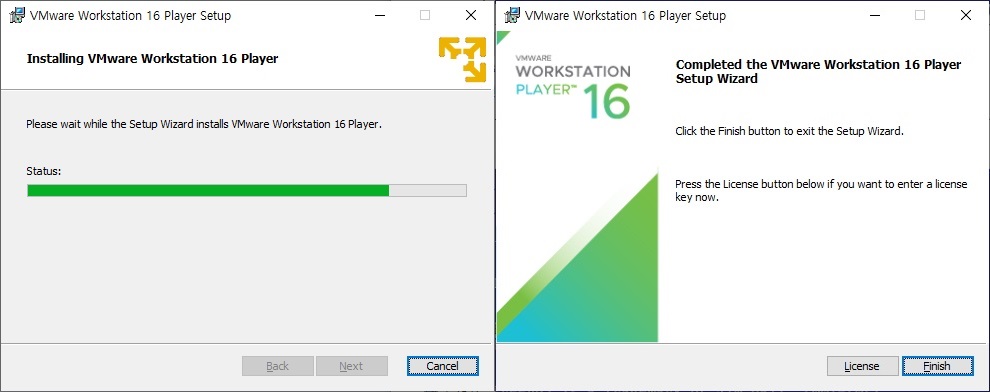 VMware Workstation 16 Player Setup
Installing VMware Workstation 16 Player
Please wait while the Setup Wizard installs VMware Workstation 16 Player.
Status:
Back
Next
Cancel
VMware Workstation 16 Player Setup
VMWARE
WORKSTATION
PLAYER™ 16
Completed the VMware Workstation 16 Player
Setup Wizard
Click the Finish button to exit the Setup Wizard.
Press the License button below if you want to enter a license
key now.
License
Finish